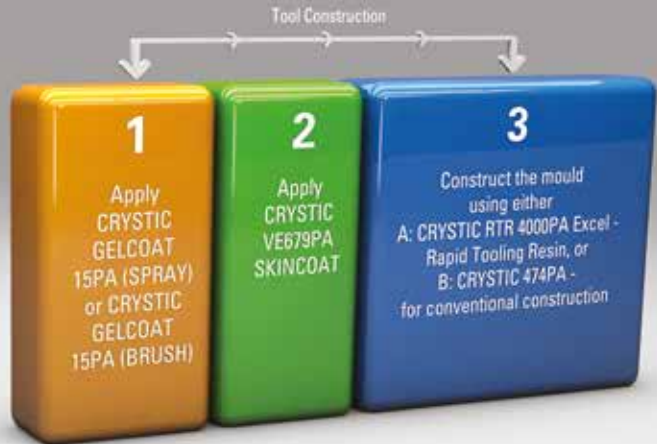 Tool Construction
1
Apply
CRYSTIC
GELCOAT
15PA (SPRAY)
or CRYSTIC
GELCOAT
15PA (BRUSH)
2
Apply
CRYSTIC
VE679PA
SKINCOAT
3
Construct the mould
using either
A: CRYSTIC RTR 4000PA Excel -
Rapid Tooling Resin, or
B: CRYSTIC 474PA -
for conventional construction